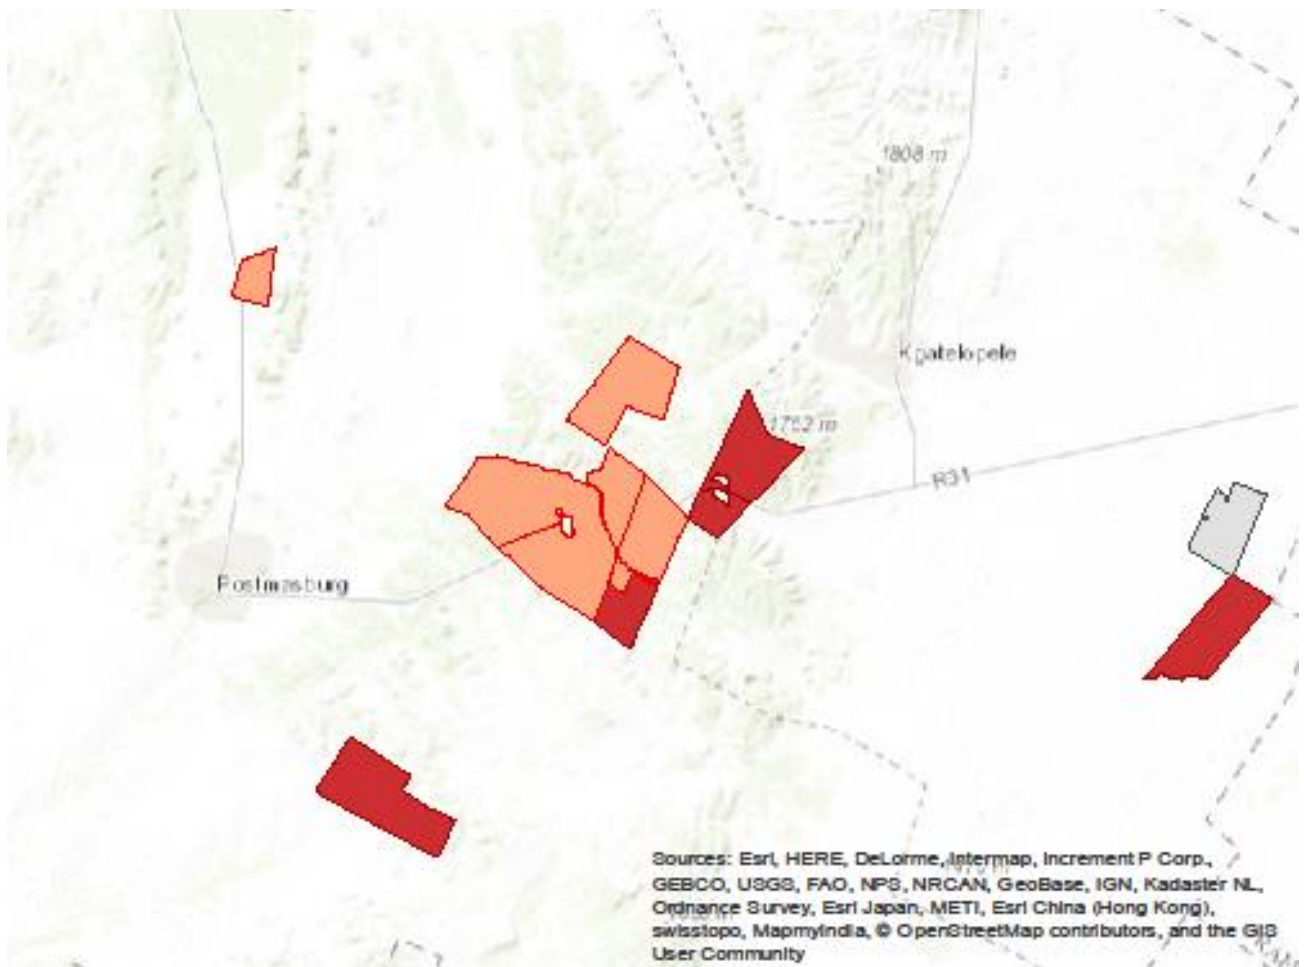 1808 m
Kgatelopele
1762 m
R31
Postmasburg
Sources: Esri, HERE, DeLorme, Intermap, Increment P Corp.,
GEBCO, USGS, FAO, NPS, NRCAN, GeoBase, IGN, Kadaster NL,
Ordnance Survey, Esri Japan, METI, Esri China (Hong Kong),
swisstopo, MapmyIndia, © OpenStreetMap contributors, and the GIS
User Community